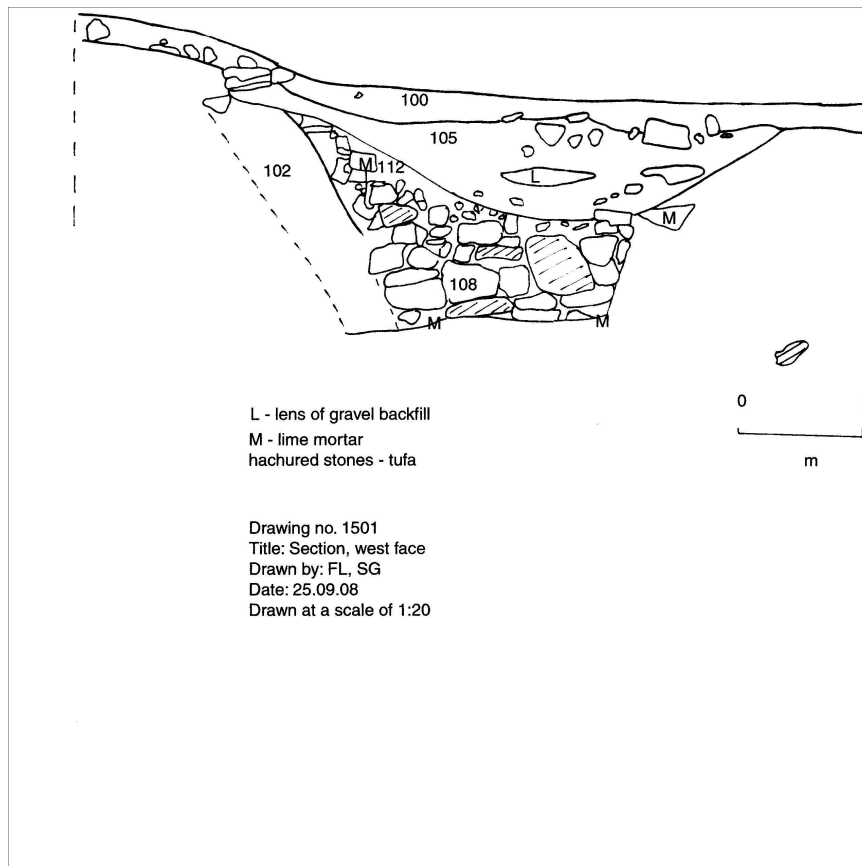 100
105
102
M
112
L
M
108
M
M
0
m
L - lens of gravel backfill
M - lime mortar
hachured stones - tufa
Drawing no. 1501
Title: Section, west face
Drawn by: FL, SG
Date: 25.09.08
Drawn at a scale of 1:20